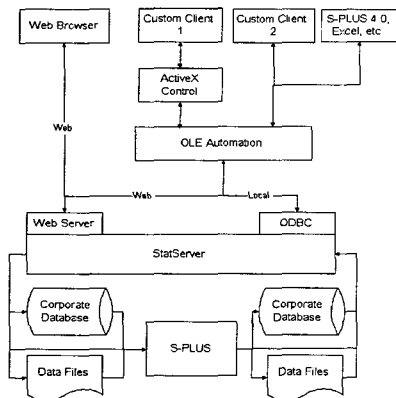 Web Browser
Custom Client
1
Custom Client
2
S-PLUS 4.0,
Excel, etc
ActiveX
Control
OLE Automation
Web
Web
Local
Web Server
ODBC
StatServer
Corporate
Database
Corporate
Database
S-PLUS
Data Files
Data Files